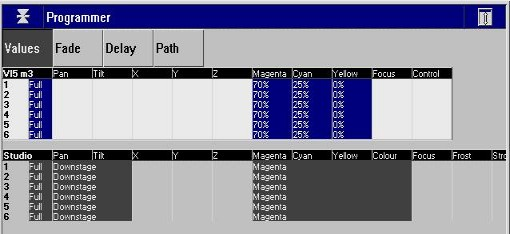 Programmer
Values Fade Delay Path
VI5 m3 Pan Tilt X Y Z Magenta Cyan Yellow Focus Control
1 Full 70% 25% 0%
2 Full 70% 25% 0%
3 Full 70% 25% 0%
4 Full 70% 25% 0%
5 Full 70% 25% 0%
6 Full 70% 25% 0%
Studio Pan Tilt X Y Z Magenta Cyan Yellow Colour Focus Frost Stro
1 Full Downstage Magenta
2 Full Downstage Magenta
3 Full Downstage Magenta
4 Full Downstage Magenta
5 Full Downstage Magenta
6 Full Downstage Magenta